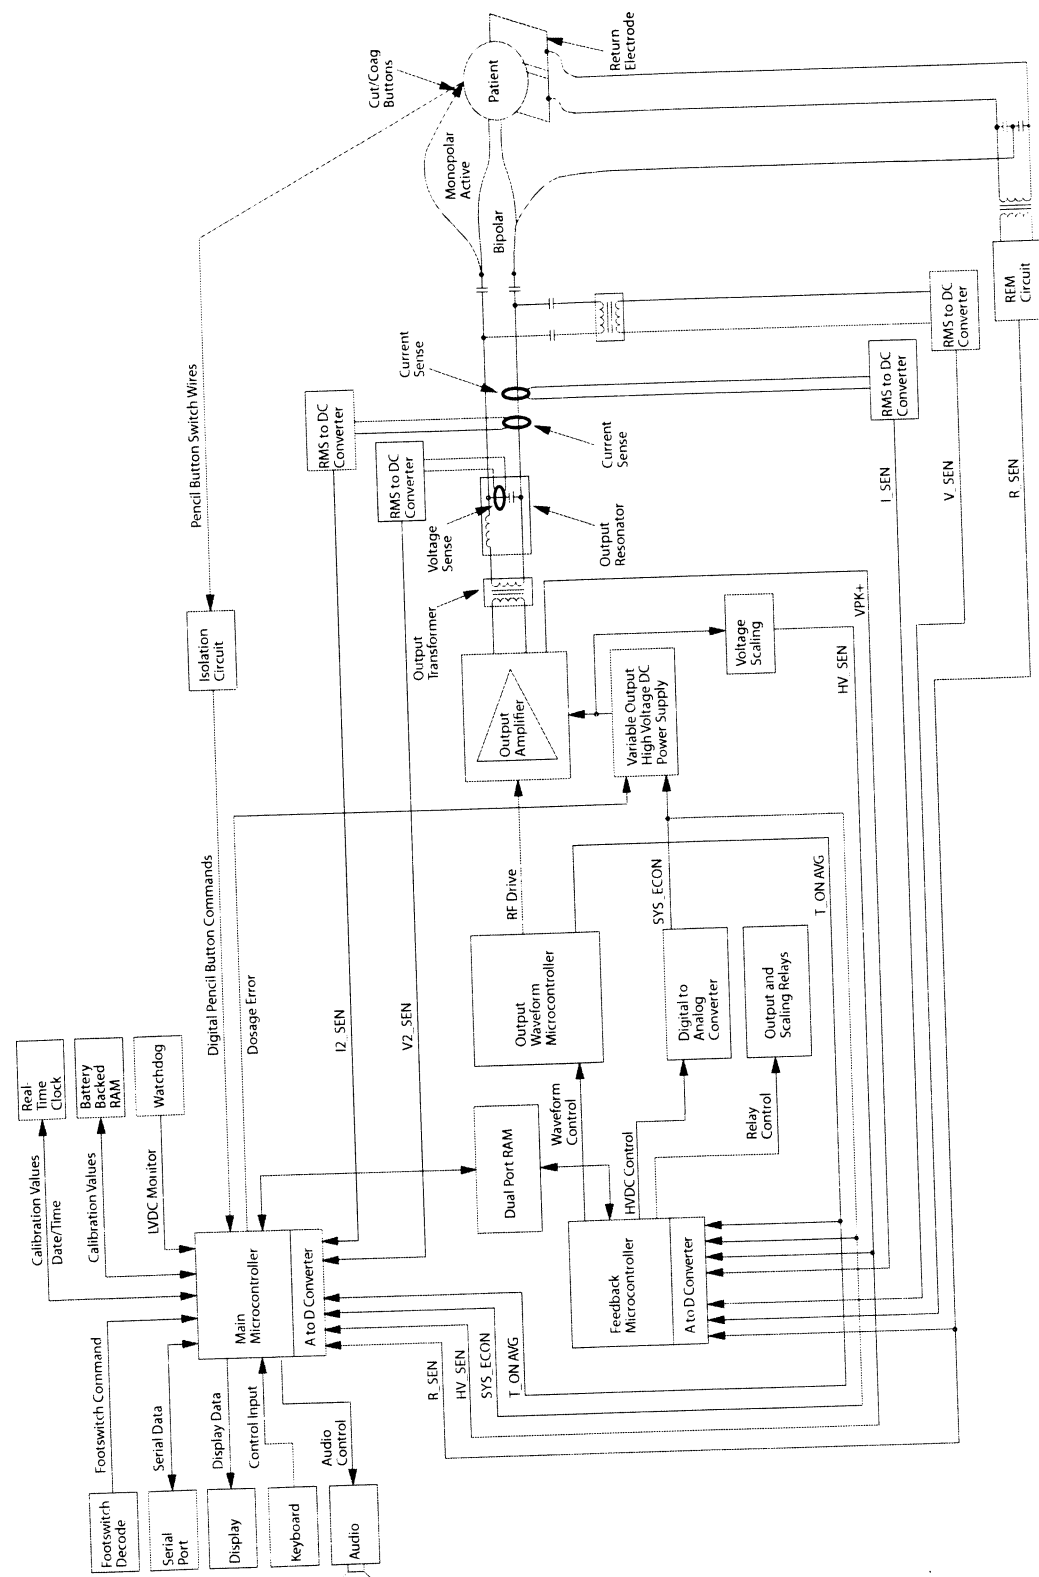 Real-
Time
Clock
Battery
Backed
RAM
Watchdog
Calibration Values
Date/Time
Calibration Values
LVDC Monitor
Footswitch Command
Serial Data
Display Data
Control Input
Audio
Control
Footswitch
Decode
Serial
Port
Display
Keyboard
Audio
Main
Microcontroller
A to D Converter
Digital Pencil Button Commands
Dosage Error
I2_SEN
V2_SEN
R_SEN
HV_SEN
SYS_ECON
T_ON AVG
Isolation
Circuit
Pencil Button Switch Wires
Cut/Coag
Buttons
Patient
Return
Electrode
Monopolar
Active
Bipolar
Current
Sense
Current
Sense
RMS to DC
Converter
RMS to DC
Converter
Voltage
Sense
Output
Resonator
Output
Transformer
Output
Amplifier
RF Drive
Output
Waveform
Microcontroller
Waveform
Control
Dual Port RAM
Feedback
Microcontroller
A to D Converter
HVDC Control
Relay
Control
Digital to
Analog
Converter
Output and
Scaling Relays
SYS_ECON
T_ON AVG
Variable Output
High Voltage DC
Power Supply
Voltage
Scaling
HV_SEN
VPK+
RMS to DC
Converter
RMS to DC
Converter
REM
Circuit
I_SEN
V_SEN
R_SEN